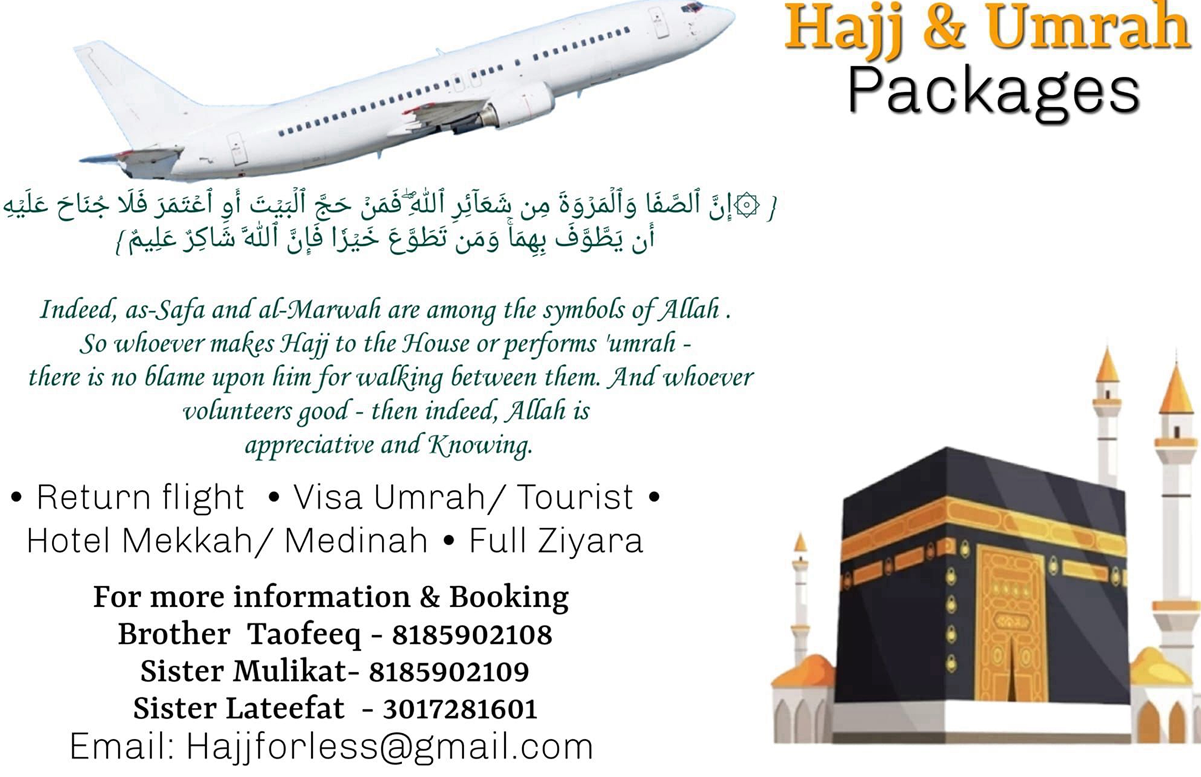 Hajj & Umrah
Packages
{ ۞إِنَّ ٱلصَّفَا وَٱلۡمَرۡوَةَ مِن شَعَآئِرِ ٱللَّهِۖ فَمَنۡ حَجَّ ٱلۡبَيۡتَ أَوِ ٱعۡتَمَرَ فَلَا جُنَاحَ عَلَيۡهِ
أَن يَطَّوَّفَ بِهِمَاۚ وَمَن تَطَوَّعَ خَيۡرٗا فَإِنَّ ٱللَّهَ شَاكِرٌ عَلِيمٌ }
Indeed, as-Safa and al-Marwah are among the symbols of Allah .
So whoever makes Hajj to the House or performs 'umrah -
there is no blame upon him for walking between them. And whoever
volunteers good - then indeed, Allah is
appreciative and Knowing.
• Return flight • Visa Umrah/ Tourist •
Hotel Mekkah/ Medinah • Full Ziyara
For more information & Booking
Brother Taofeeq - 8185902108
Sister Mulikat- 8185902109
Sister Lateefat - 3017281601
Email: Hajjforless@gmail.com